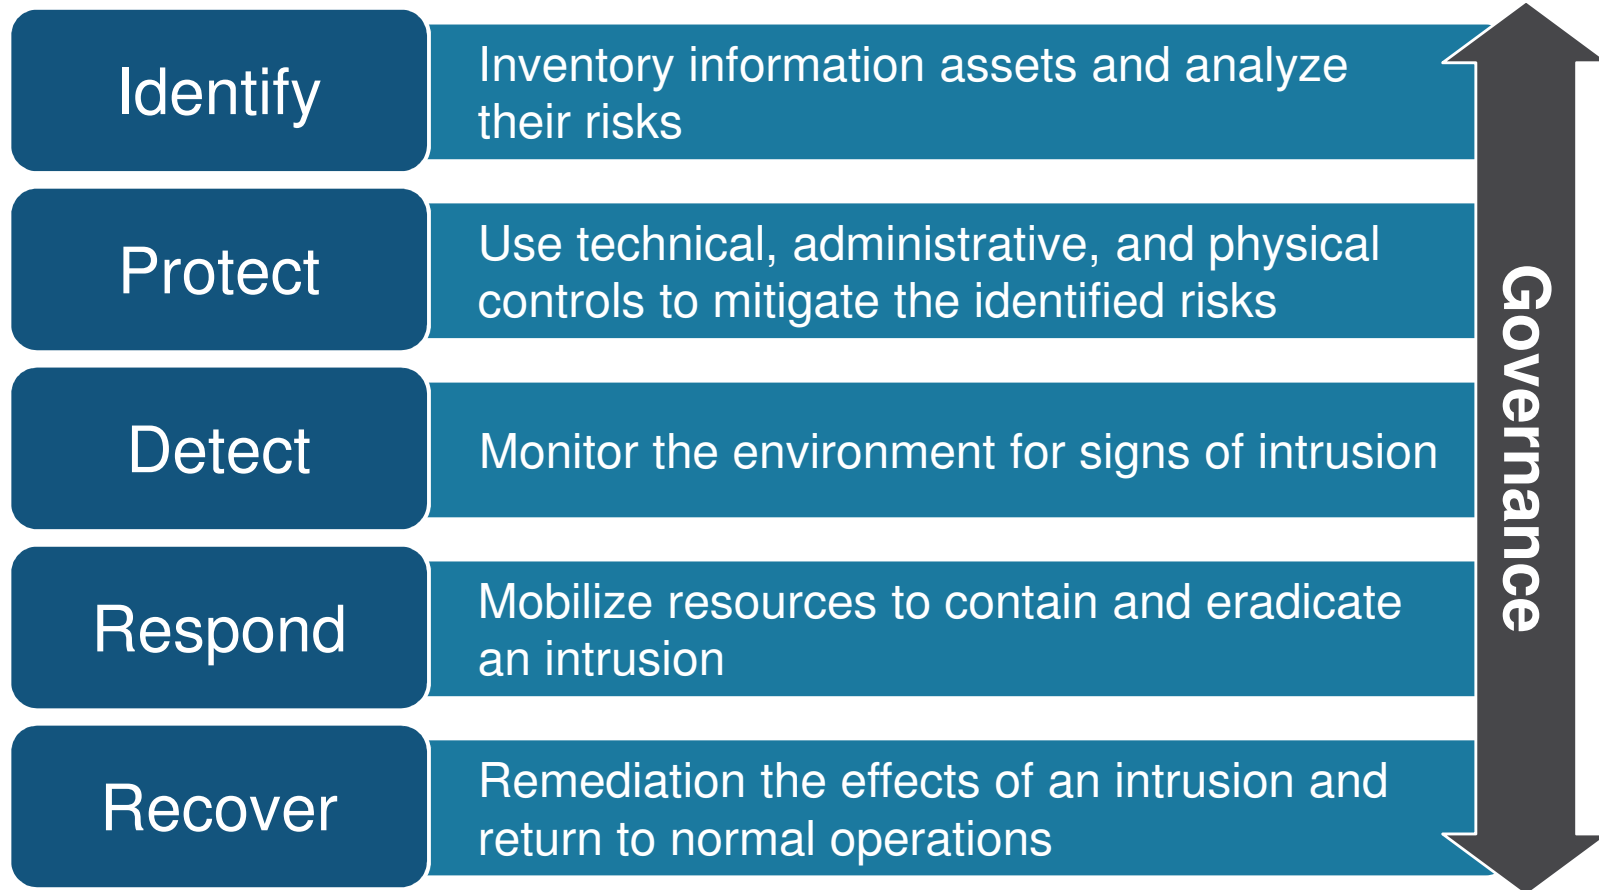 Identify
Inventory information assets and analyze
their risks
Protect
Use technical, administrative, and physical
controls to mitigate the identified risks
Detect
Monitor the environment for signs of intrusion
Respond
Mobilize resources to contain and eradicate
an intrusion
Recover
Remediation the effects of an intrusion and
return to normal operations
Governance